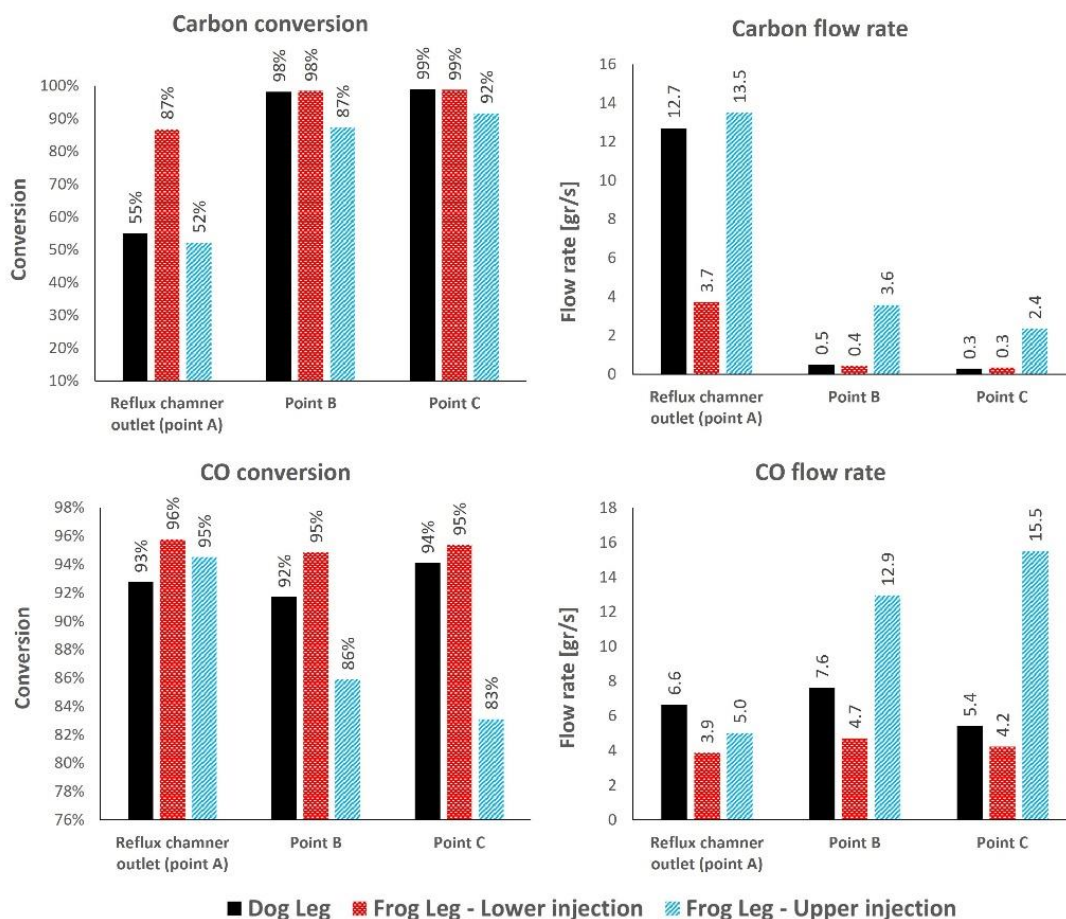 Carbon conversion
Conversion
100%
90%
80%
70%
60%
50%
40%
30%
20%
10%
55%
87%
52%
98%
98%
87%
99%
99%
92%
Reflux chamner
outlet (point A)
Point B
Point C
Carbon flow rate
Flow rate [gr/s]
16
14
12
10
8
6
4
2
0
12.7
3.7
13.5
0.5
0.4
3.6
0.3
0.3
2.4
Reflux chamner
outlet (point A)
Point B
Point C
CO conversion
Conversion
98%
96%
94%
92%
90%
88%
86%
84%
82%
80%
78%
76%
93%
96%
95%
92%
95%
86%
94%
95%
83%
Reflux chamner
outlet (point A)
Point B
Point C
CO flow rate
Flow rate [gr/s]
18
16
14
12
10
8
6
4
2
0
6.6
3.9
5.0
7.6
4.7
12.9
5.4
4.2
15.5
Reflux chamner
outlet (point A)
Point B
Point C
Dog Leg
Frog Leg - Lower injection
Frog Leg - Upper injection